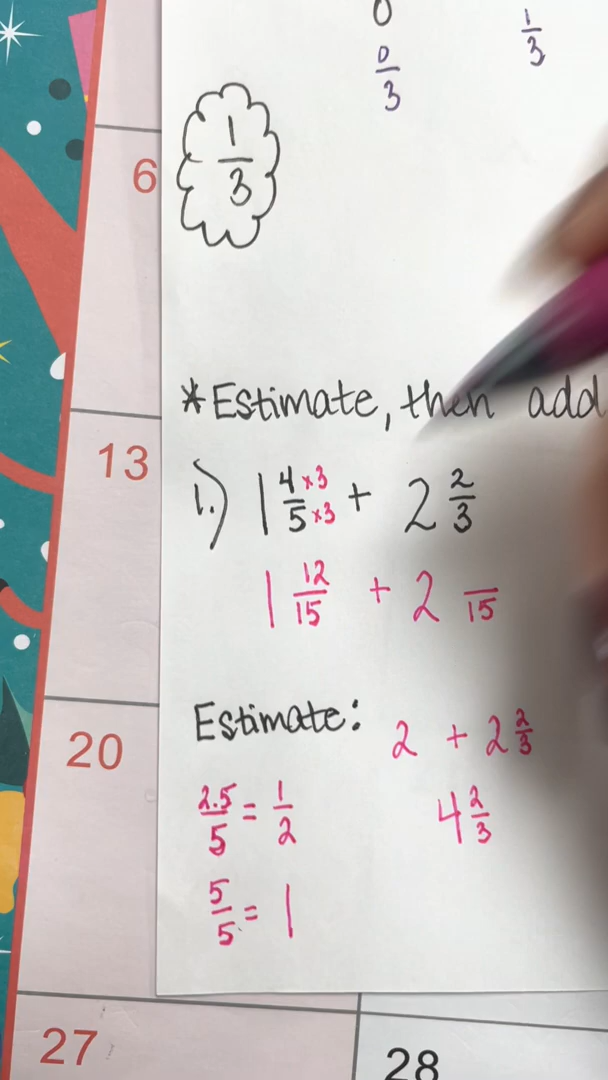 0
0/3 1/3
1/3
6
*Estimate, then add
13
1.) 1 4/5 ×3 ×3 + 2 2/3
1 12/15 + 2 /15
Estimate: 2 + 2 2/3
20
2.5/5 = 1/2 4 2/3
5/5 = 1
27
28